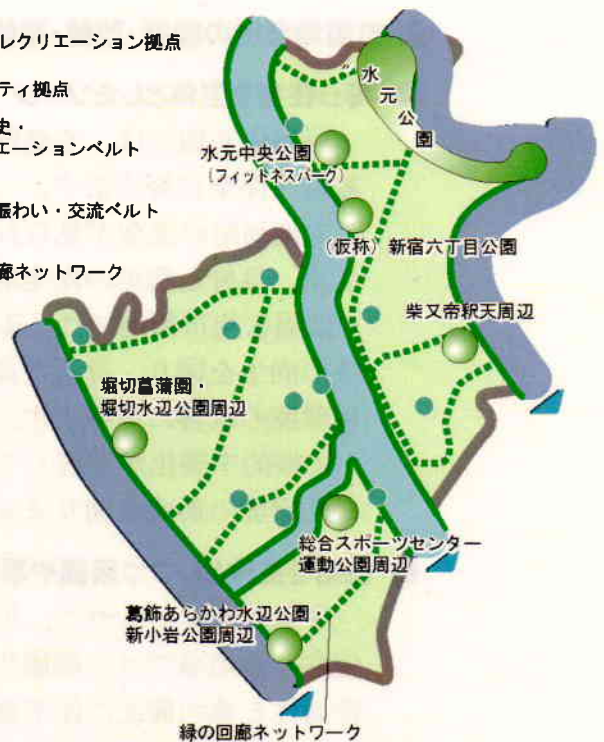 レクリエーション拠点
ティ拠点
史・
エーションベルト
賑わい・交流ベルト
廊ネットワーク
水元公園
水元中央公園
(フィットネスパーク)
(仮称)新宿六丁目公園
柴又帝釈天周辺
堀切菖蒲園・
堀切水辺公園周辺
総合スポーツセンター
運動公園周辺
葛飾あらかわ水辺公園・
新小岩公園周辺
緑の回廊ネットワーク